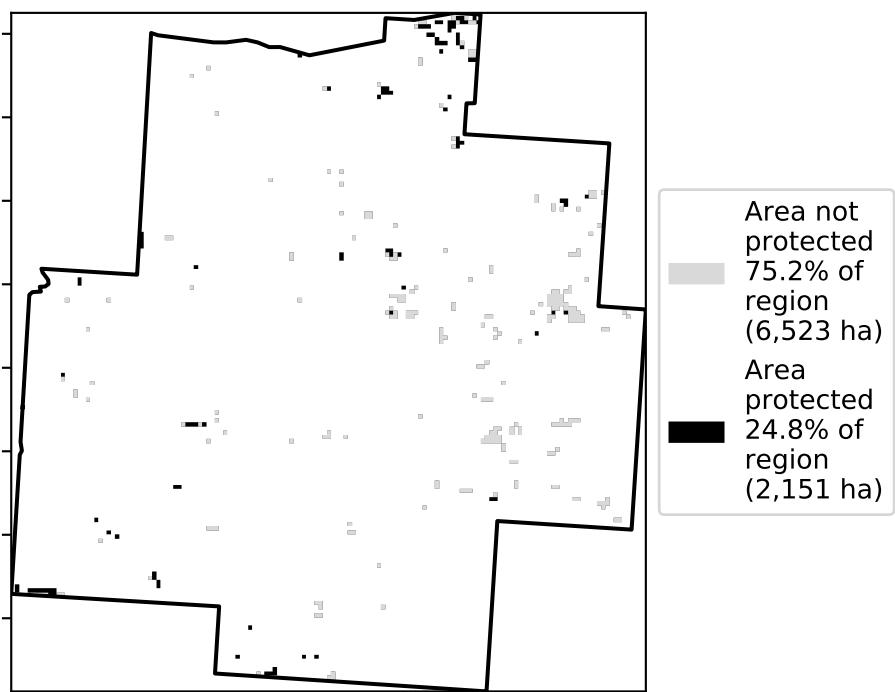 Area not
protected
75.2% of
region
(6,523 ha)
Area
protected
24.8% of
region
(2,151 ha)